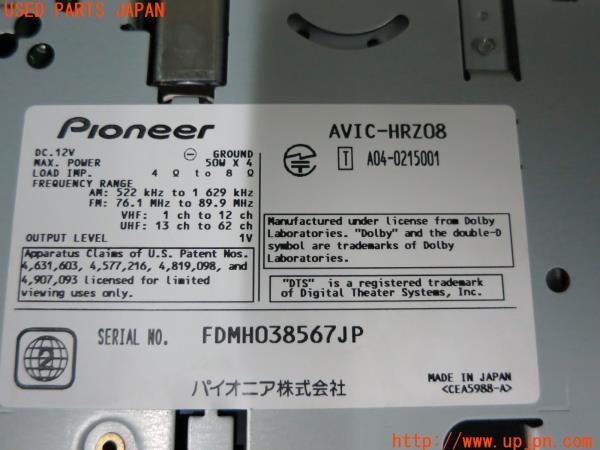 USED PARTS JAPAN
Pioneer
DC.12V ⊖ GROUND
MAX. POWER 50W X 4
LOAD IMP. 4 Ω to 8 Ω
FREQUENCY RANGE
AM: 522 kHz to 1 629 kHz
FM: 76.1 MHz to 89.9 MHz
VHF: 1 ch to 12 ch
UHF: 13 ch to 62 ch
OUTPUT LEVEL 1V
Apparatus Claims of U.S. Patent Nos.
4,631,603, 4,577,216, 4,819,098, and
4,907,093 licensed for limited
viewing uses only.
AVIC-HRZ08
T A04-0215001
Manufactured under license from Dolby
Laboratories. "Dolby" and the double-D
symbol are trademarks of Dolby
Laboratories.
"DTS" is a registered trademark
of Digital Theater Systems, Inc.
2
SERIAL NO. FDMH038567JP
パイオニア株式会社
MADE IN JAPAN
<CEA5988-A>
http://www.upjpn.com/